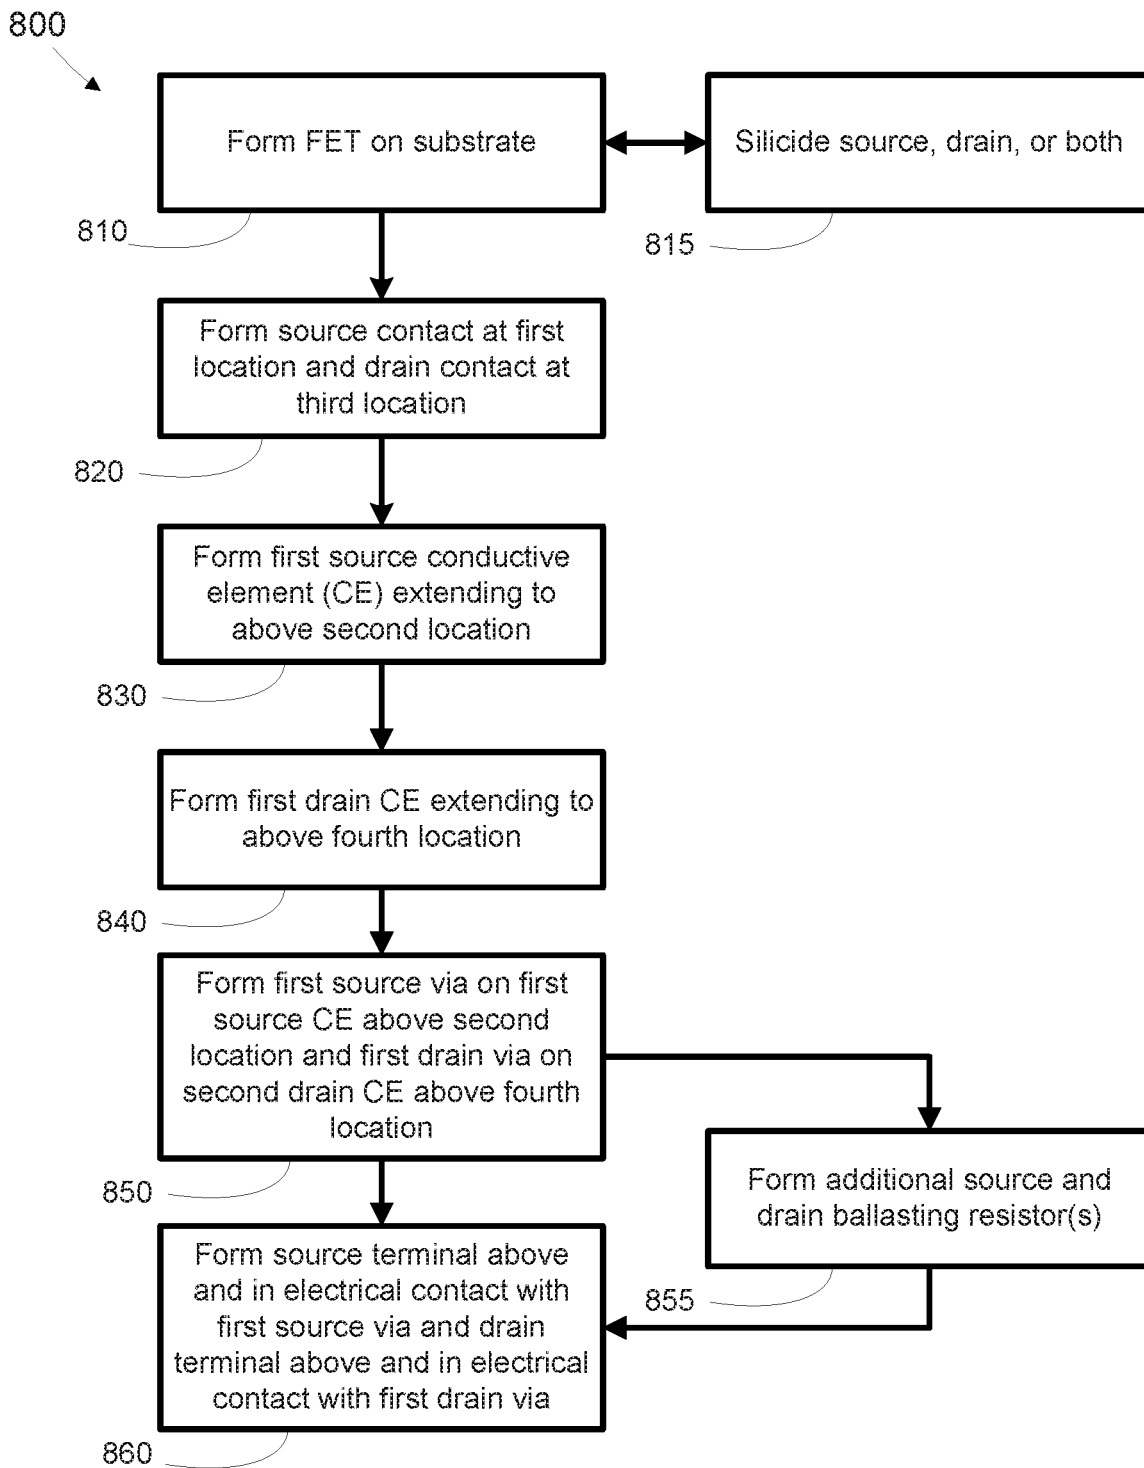 800
Form FET on substrate
Silicide source, drain, or both
810
815
Form source contact at first
location and drain contact at
third location
820
Form first source conductive
element (CE) extending to
above second location
830
Form first drain CE extending to
above fourth location
840
Form first source via on first
source CE above second
location and first drain via on
second drain CE above fourth
location
850
Form additional source and
drain ballasting resistor(s)
855
Form source terminal above
and in electrical contact with
first source via and drain
terminal above and in electrical
contact with first drain via
860